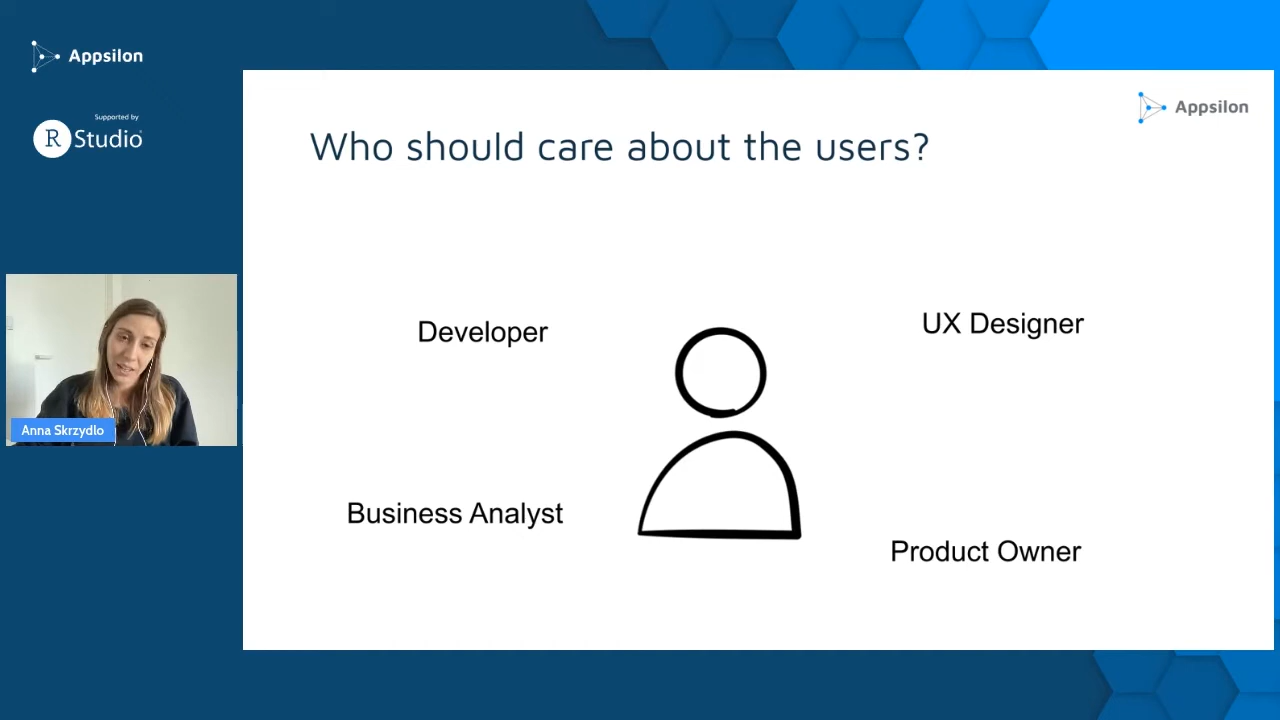 Appsilon
Supported by
R Studio
Appsilon
Who should care about the users?
Developer
UX Designer
Business Analyst
Product Owner
Anna Skrzydlo